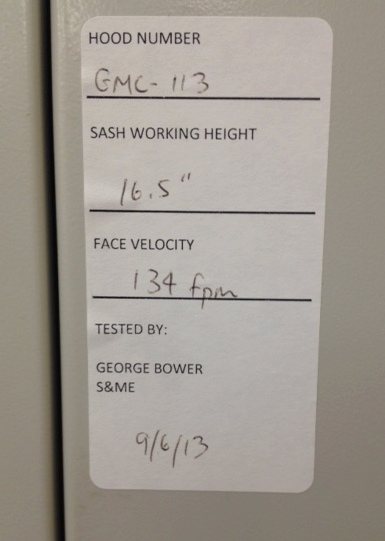 HOOD NUMBER
GMC-113
SASH WORKING HEIGHT
16.5"
FACE VELOCITY
134 fpm
TESTED BY:
GEORGE BOWER
S&ME
9/6/13